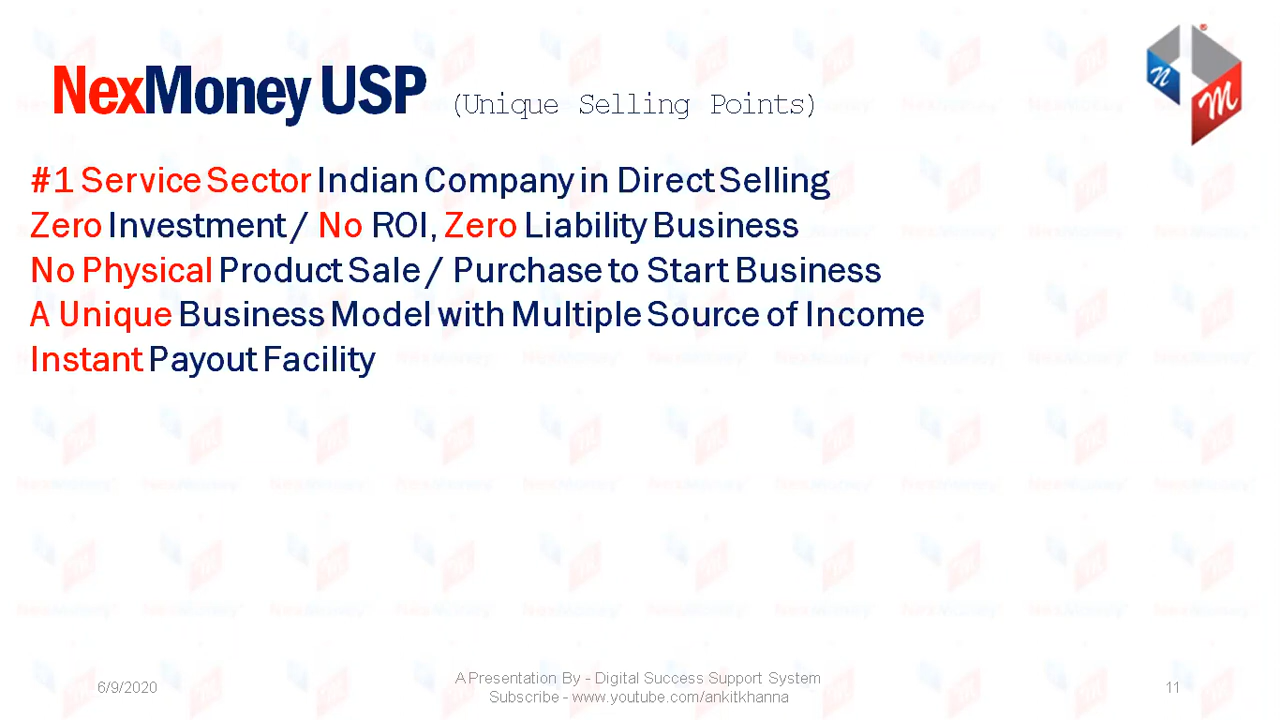 NexMoney USP (Unique Selling Points)
n
M
#1 Service Sector Indian Company in Direct Selling
Zero Investment / No ROI, Zero Liability Business
No Physical Product Sale / Purchase to Start Business
A Unique Business Model with Multiple Source of Income
Instant Payout Facility
6/9/2020
A Presentation By - Digital Success Support System
Subscribe - www.youtube.com/ankitkhanna
11